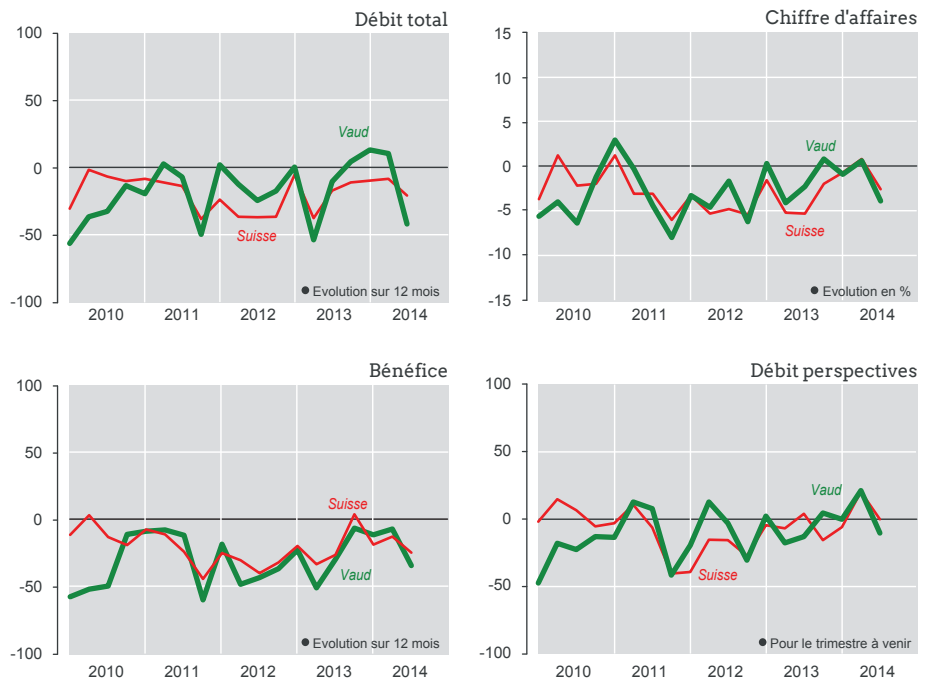 Débit total
100
50
0
-50
-100
Vaud
Suisse
● Evolution sur 12 mois
2010 2011 2012 2013 2014
Chiffre d'affaires
15
10
5
0
-5
-10
-15
Vaud
Suisse
● Evolution en %
2010 2011 2012 2013 2014
Bénéfice
100
50
0
-50
-100
Suisse
Vaud
● Evolution sur 12 mois
2010 2011 2012 2013 2014
Débit perspectives
100
50
0
-50
-100
Vaud
Suisse
● Pour le trimestre à venir
2010 2011 2012 2013 2014